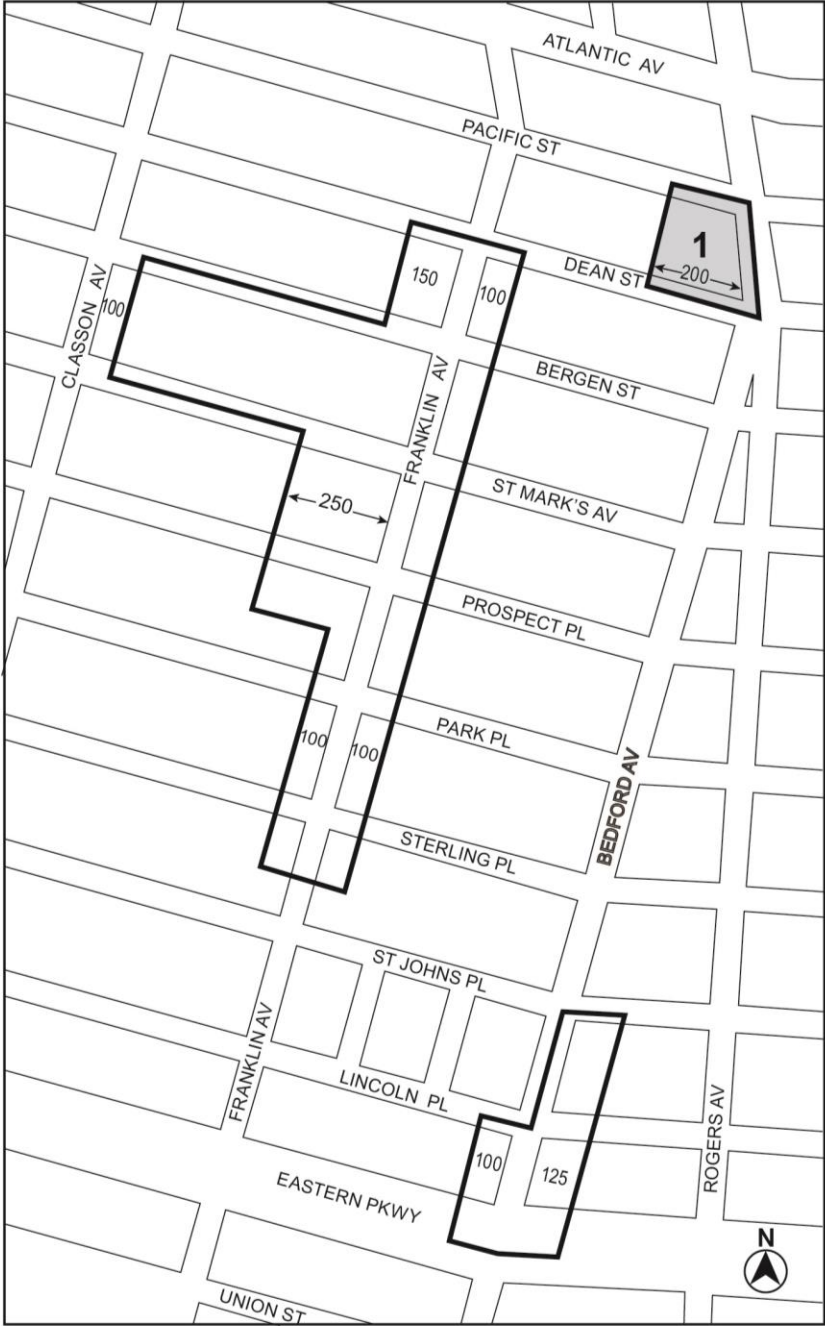 ATLANTIC AV
PACIFIC ST
1
200
DEAN ST
150
100
100
CLASSON AV
FRANKLIN AV
BERGEN ST
250
ST MARK'S AV
PROSPECT PL
PARK PL
100
100
BEDFORD AV
STERLING PL
ST JOHNS PL
FRANKLIN AV
LINCOLN PL
ROGERS AV
100
125
EASTERN PKWY
N
UNION ST